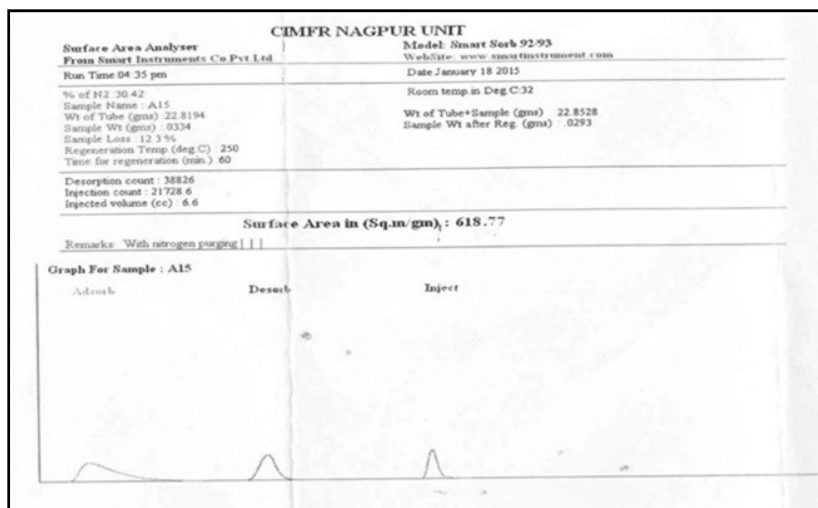 CIMFR NAGPUR UNIT
Surface Area Analyser
Model: Smart Sorb 92/93
From Smart Instruments Co.Pvt.Ltd
WebSite: www.smartinstrument.com
Run Time 04 35 pm
Date January 18 2015
% of N2 :30.42
Room temp.in Deg.C:32
Sample Name : A15
Wt of Tube (gms) :22.8194
Wt of Tube+Sample (gms) 22.8528
Sample Wt (gms) : .0334
Sample Wt after Reg. (gms) : .0293
Sample Loss : 12 3 %
Regeneration Temp (deg.C) : 250
Time for regeneration (min.) 60
Desorption count : 38826
Injection count : 21728.6
Injected volume (cc) : 6.6
Surface Area in (Sq.m/gm) : 618.77
Remarks: With nitrogen purging | | |
Graph For Sample : A15
Adsorb
Desorb
Inject